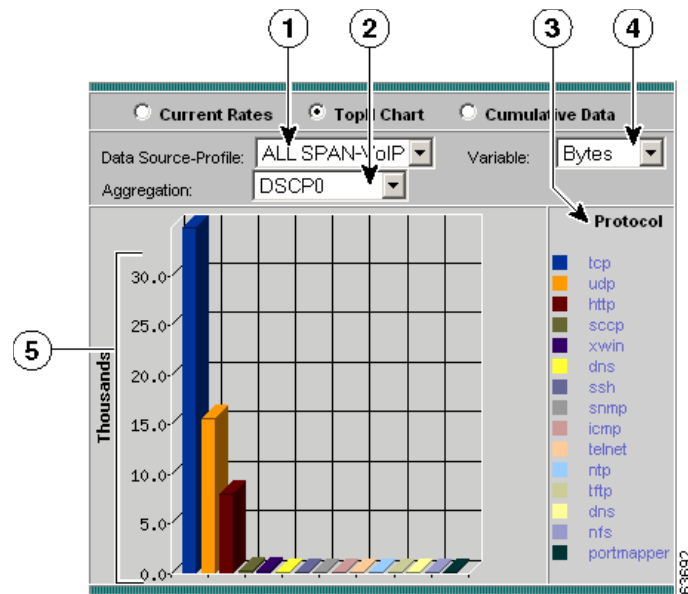 1 2 3 4
Current Rates TopN Chart Cumulative Data
Data Source-Profile: ALL SPAN-VoIP Variable: Bytes
Aggregation: DSCP0
Protocol
tcp
udp
http
sccp
xwin
dns
ssh
snmp
icmp
telnet
ntp
tftp
dns
nfs
portmapper
5
Thousands
30.0
25.0
20.0
15.0
10.0
5.0
0.0
63692